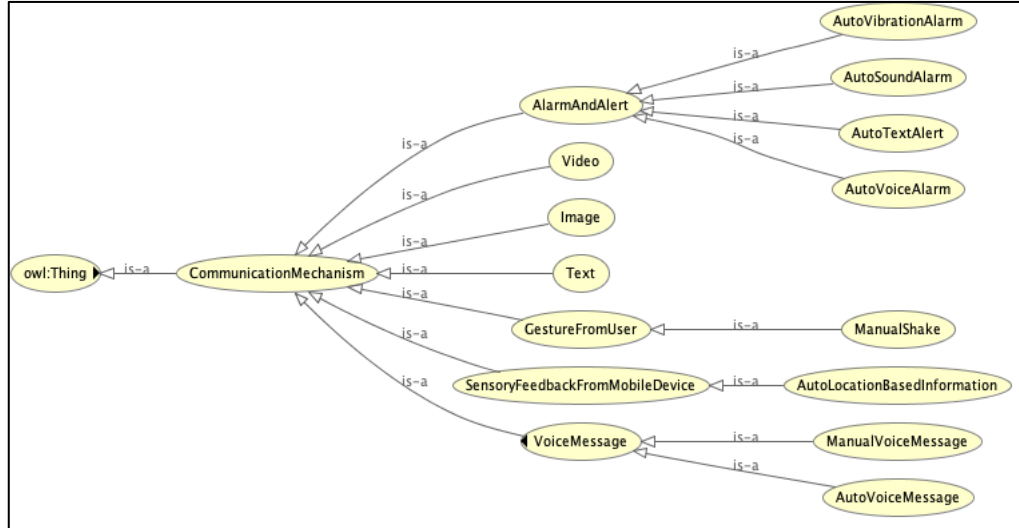 AutoVibrationAlarm
is-a
AutoSoundAlarm
is-a
AlarmAndAlert
is-a
AutoTextAlert
is-a
is-a
Video
AutoVoiceAlarm
is-a
Image
is-a
owl:Thing
is-a
CommunicationMechanism
is-a
Text
is-a
GestureFromUser
is-a
ManualShake
is-a
SensoryFeedbackFromMobileDevice
is-a
AutoLocationBasedInformation
is-a
VoiceMessage
is-a
ManualVoiceMessage
is-a
AutoVoiceMessage